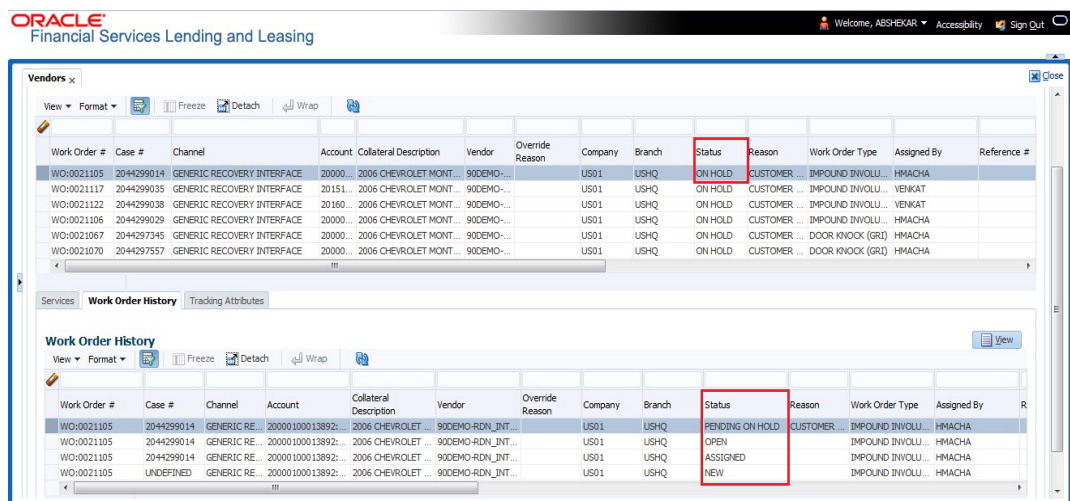 ORACLE®
Financial Services Lending and Leasing
Welcome, ABSHEKAR Accessibility Sign Out
Vendors x
Close
View Format Freeze Detach Wrap
Work Order # Case # Channel Account Collateral Description Vendor Override Reason Company Branch Status Reason Work Order Type Assigned By Reference #
WO:0021105 2044299014 GENERIC RECOVERY INTERFACE 20000... 2006 CHEVROLET MONT... 90DEMO-... US01 USHQ ON HOLD CUSTOMER ... IMPOUND INVOLU... HMACHA
WO:0021117 2044299035 GENERIC RECOVERY INTERFACE 20151... 2006 CHEVROLET MONT... 90DEMO-... US01 USHQ ON HOLD CUSTOMER ... IMPOUND INVOLU... VENKAT
WO:0021122 2044299038 GENERIC RECOVERY INTERFACE 20160... 2006 CHEVROLET MONT... 90DEMO-... US01 USHQ ON HOLD CUSTOMER ... IMPOUND INVOLU... VENKAT
WO:0021106 2044299029 GENERIC RECOVERY INTERFACE 20000... 2006 CHEVROLET MONT... 90DEMO-... US01 USHQ ON HOLD CUSTOMER ... IMPOUND INVOLU... HMACHA
WO:0021067 2044297345 GENERIC RECOVERY INTERFACE 20000... 2006 CHEVROLET MONT... 90DEMO-... US01 USHQ ON HOLD CUSTOMER ... DOOR KNOCK (GRI) HMACHA
WO:0021070 2044297557 GENERIC RECOVERY INTERFACE 20000... 2006 CHEVROLET MONT... 90DEMO-... US01 USHQ ON HOLD CUSTOMER ... DOOR KNOCK (GRI) HMACHA
Services Work Order History Tracking Attributes
Work Order History
View
View Format Freeze Detach Wrap
Work Order # Case # Channel Account Collateral Description Vendor Override Reason Company Branch Status Reason Work Order Type Assigned By R
WO:0021105 2044299014 GENERIC RE... 20000100013892:... 2006 CHEVROLET ... 90DEMO-RDN_INT... US01 USHQ PENDING ON HOLD CUSTOMER ... IMPOUND INVOLU... HMACHA
WO:0021105 2044299014 GENERIC RE... 20000100013892:... 2006 CHEVROLET ... 90DEMO-RDN_INT... US01 USHQ OPEN IMPOUND INVOLU... HMACHA
WO:0021105 2044299014 GENERIC RE... 20000100013892:... 2006 CHEVROLET ... 90DEMO-RDN_INT... US01 USHQ ASSIGNED IMPOUND INVOLU... HMACHA
WO:0021105 UNDEFINED GENERIC RE... 20000100013892:... 2006 CHEVROLET ... 90DEMO-RDN_INT... US01 USHQ NEW IMPOUND INVOLU... HMACHA